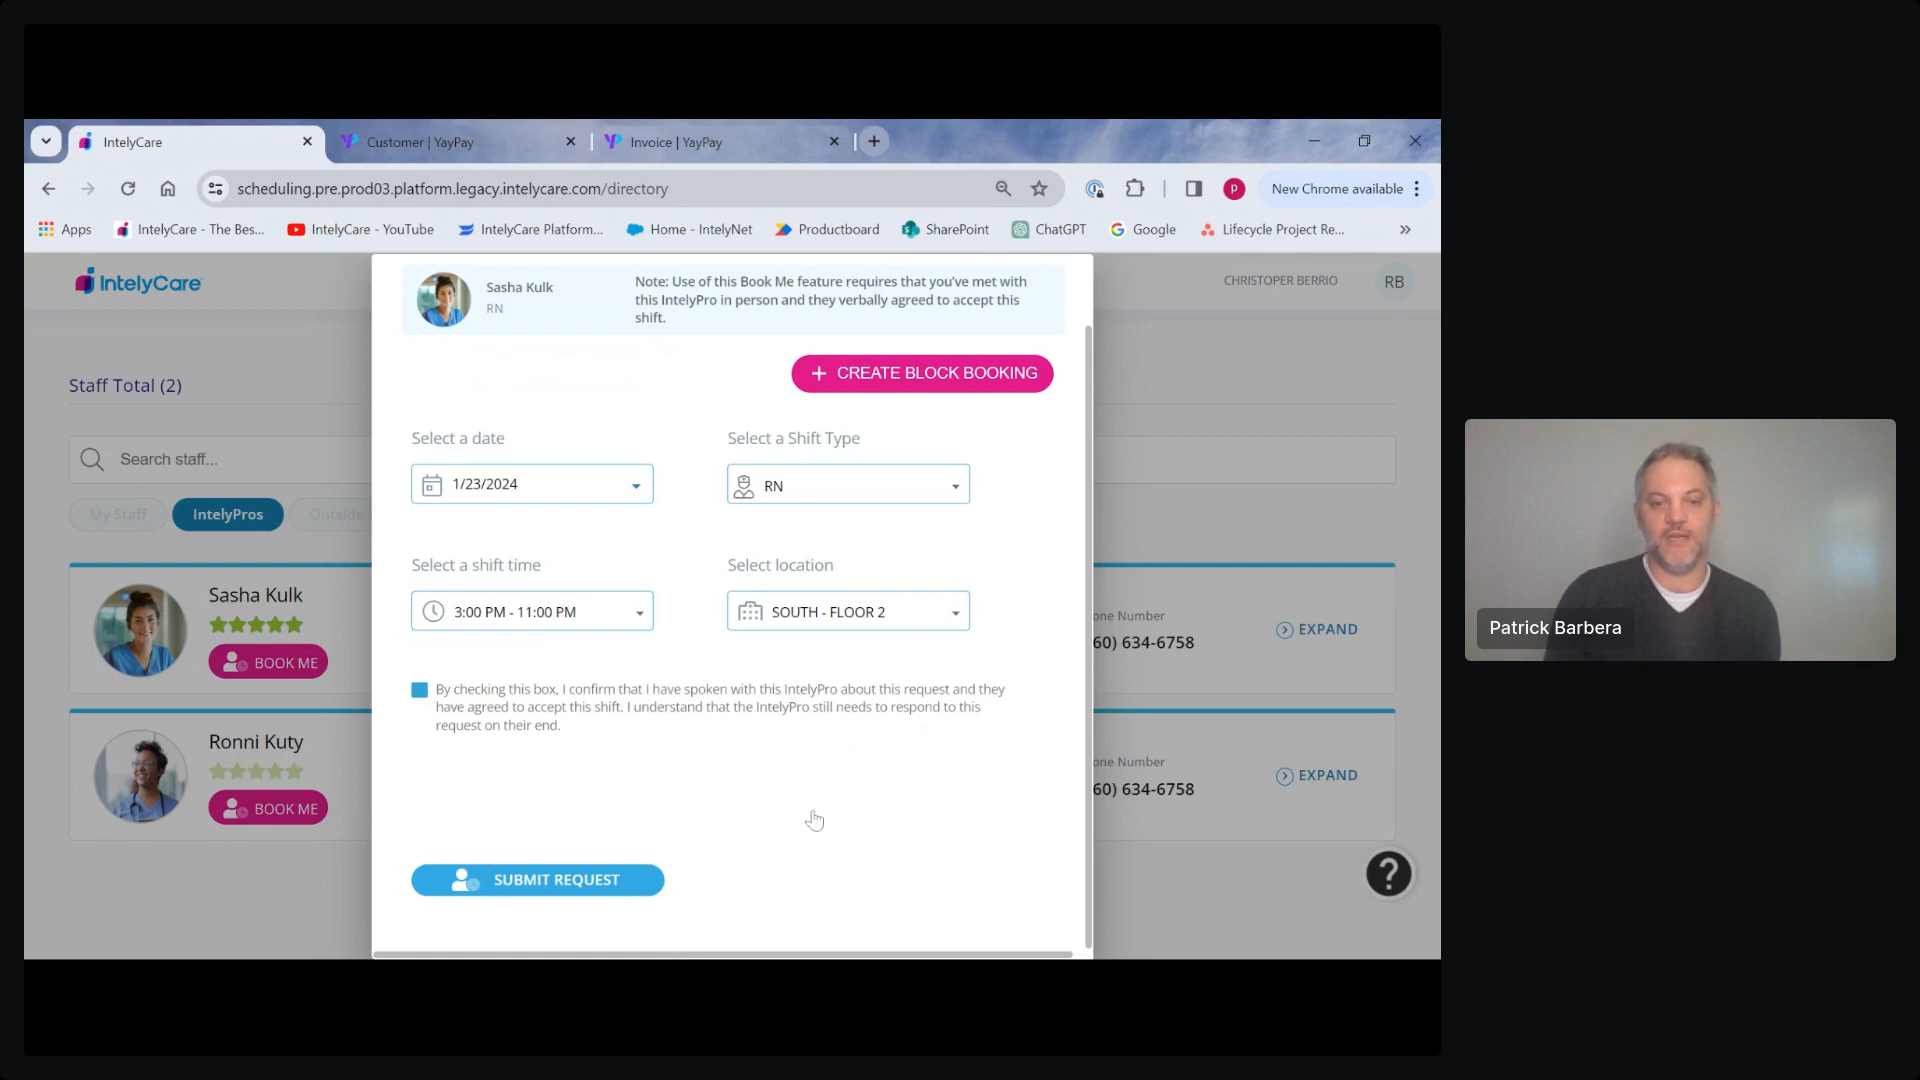 IntelyCare
Customer | YayPay
Invoice | YayPay
scheduling.pre.prod03.platform.legacy.intelycare.com/directory
P
New Chrome available
Apps
IntelyCare - The Bes...
IntelyCare - YouTube
IntelyCare Platform...
Home - IntelyNet
Productboard
SharePoint
ChatGPT
Google
Lifecycle Project Re...
IntelyCare
CHRISTOPER BERRIO
RB
Sasha Kulk
RN
Note: Use of this Book Me feature requires that you've met with
this IntelyPro in person and they verbally agreed to accept this
shift.
+ CREATE BLOCK BOOKING
Staff Total (2)
Search staff...
My Staff
IntelyPros
Outside
Select a date
Select a Shift Type
1/23/2024
RN
Select a shift time
Select location
3:00 PM - 11:00 PM
SOUTH - FLOOR 2
By checking this box, I confirm that I have spoken with this IntelyPro about this request and they
have agreed to accept this shift. I understand that the IntelyPro still needs to respond to this
request on their end.
SUBMIT REQUEST
Sasha Kulk
BOOK ME
one Number
60) 634-6758
EXPAND
Ronni Kuty
BOOK ME
one Number
60) 634-6758
EXPAND
?
Patrick Barbera